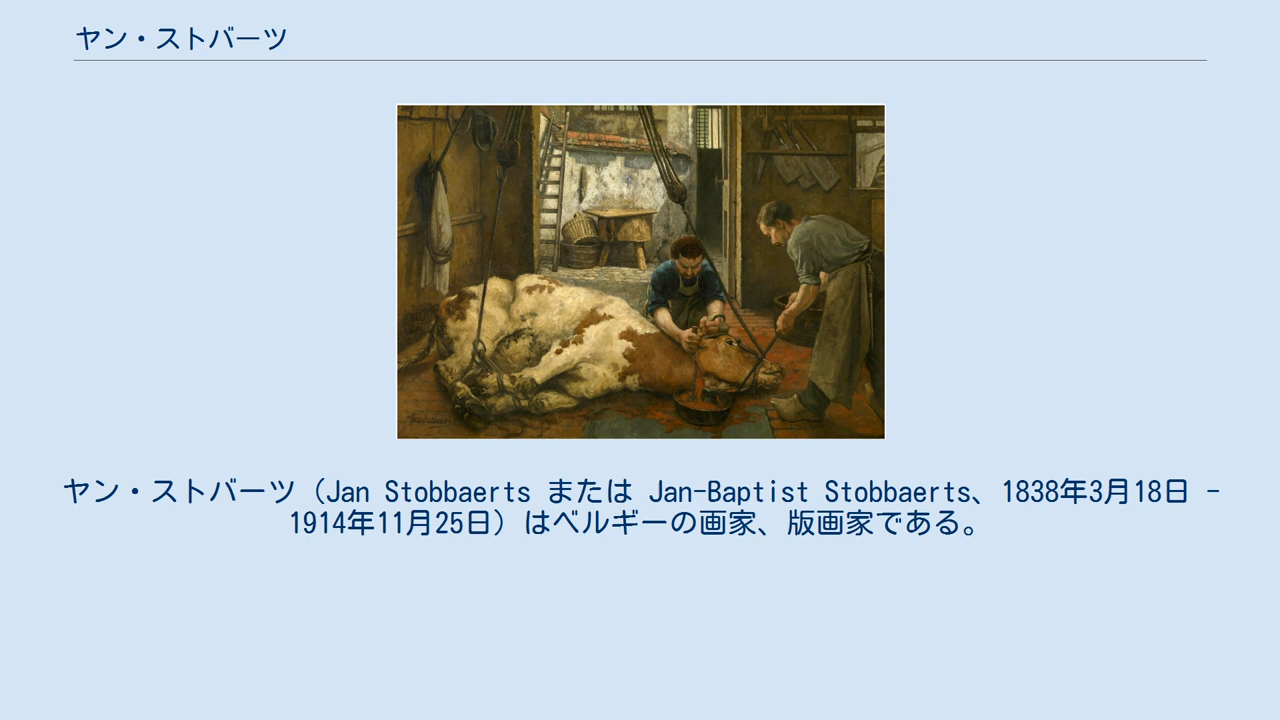 ヤン・ストバーツ
ヤン・ストバーツ（Jan Stobbaerts または Jan-Baptist Stobbaerts、1838年3月18日 -
1914年11月25日）はベルギーの画家、版画家である。